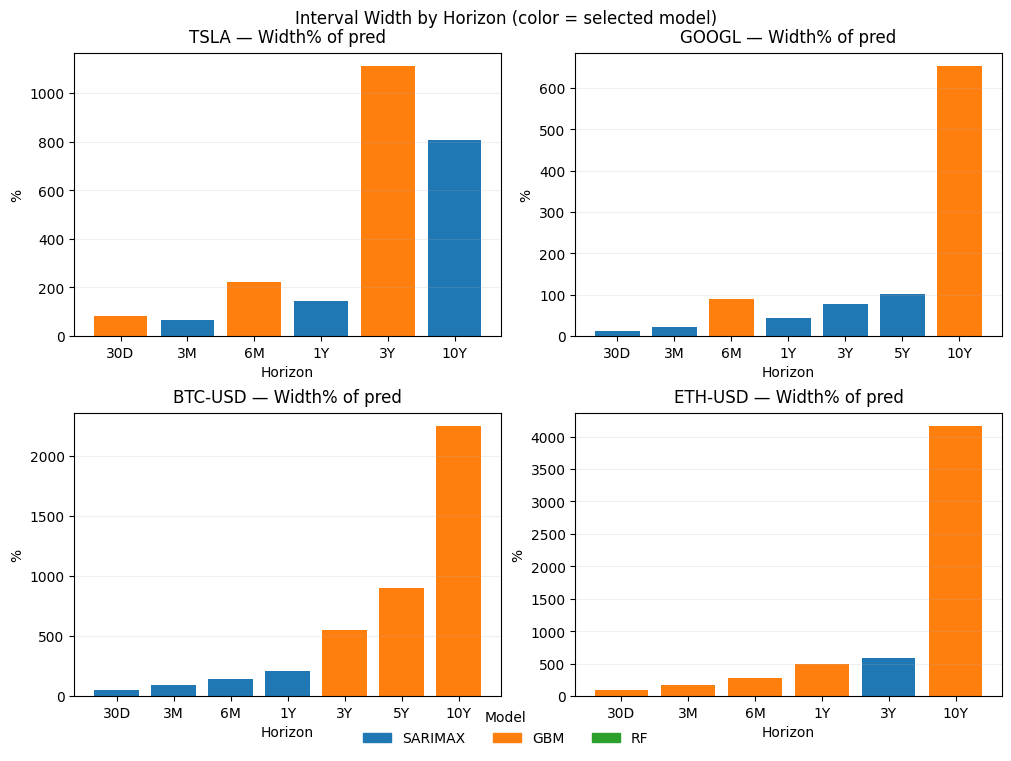 Interval Width by Horizon (color = selected model)
TSLA — Width% of pred
%
1000
800
600
400
200
0
30D 3M 6M 1Y 3Y 10Y
Horizon
GOOGL — Width% of pred
%
600
500
400
300
200
100
0
30D 3M 6M 1Y 3Y 5Y 10Y
Horizon
BTC-USD — Width% of pred
%
2000
1500
1000
500
0
30D 3M 6M 1Y 3Y 5Y 10Y
Horizon
ETH-USD — Width% of pred
%
4000
3500
3000
2500
2000
1500
1000
500
0
30D 3M 6M 1Y 3Y 10Y
Horizon
Model
SARIMAX GBM RF